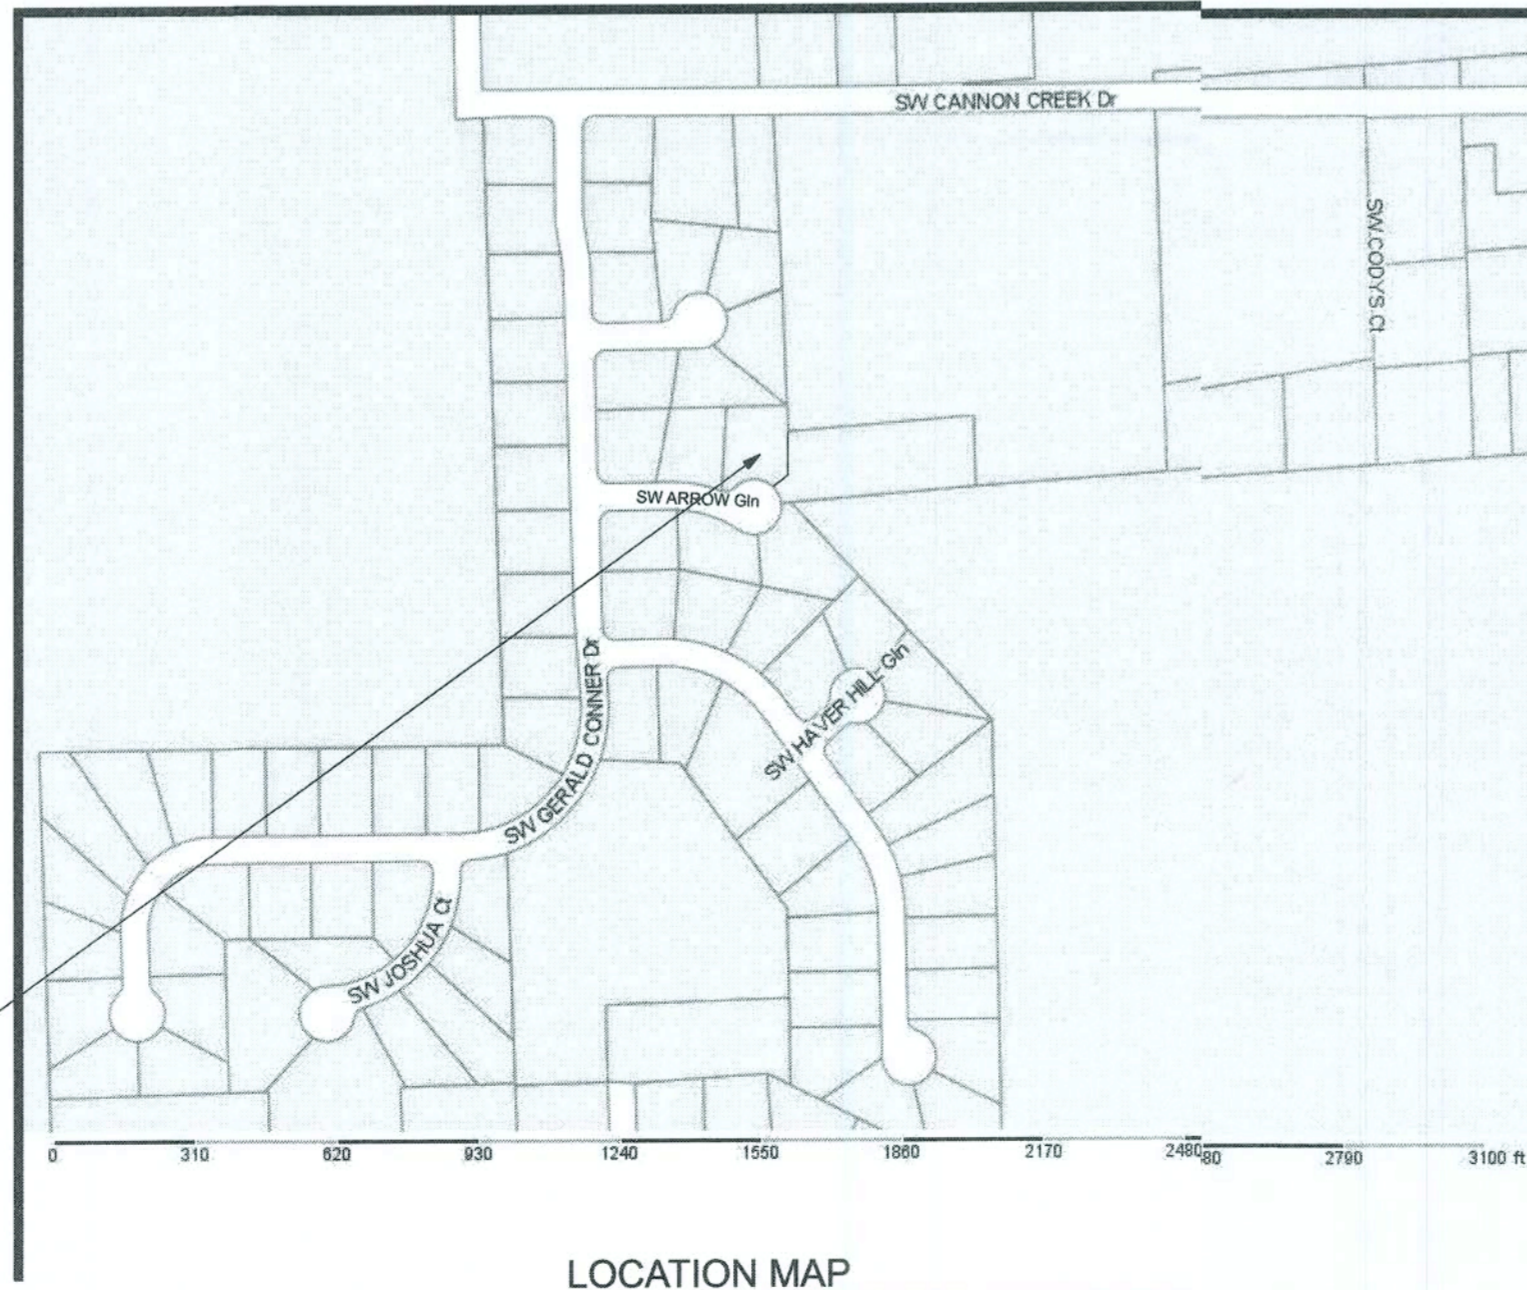 SW CANNON CREEK Dr
SW CODYS Ct
SW ARROW Gln
SW GERALD CONNER Dr
SW HAVER HILL Gln
SW JOSHUA Ct
0 310 620 930 1240 1550 1860 2170 2480 80 2790 3100 ft
LOCATION MAP